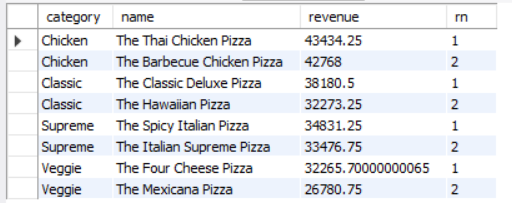 category name revenue rn
Chicken The Thai Chicken Pizza 43434.25 1
Chicken The Barbecue Chicken Pizza 42768 2
Classic The Classic Deluxe Pizza 38180.5 1
Classic The Hawaiian Pizza 32273.25 2
Supreme The Spicy Italian Pizza 34831.25 1
Supreme The Italian Supreme Pizza 33476.75 2
Veggie The Four Cheese Pizza 32265.70000000065 1
Veggie The Mexicana Pizza 26780.75 2